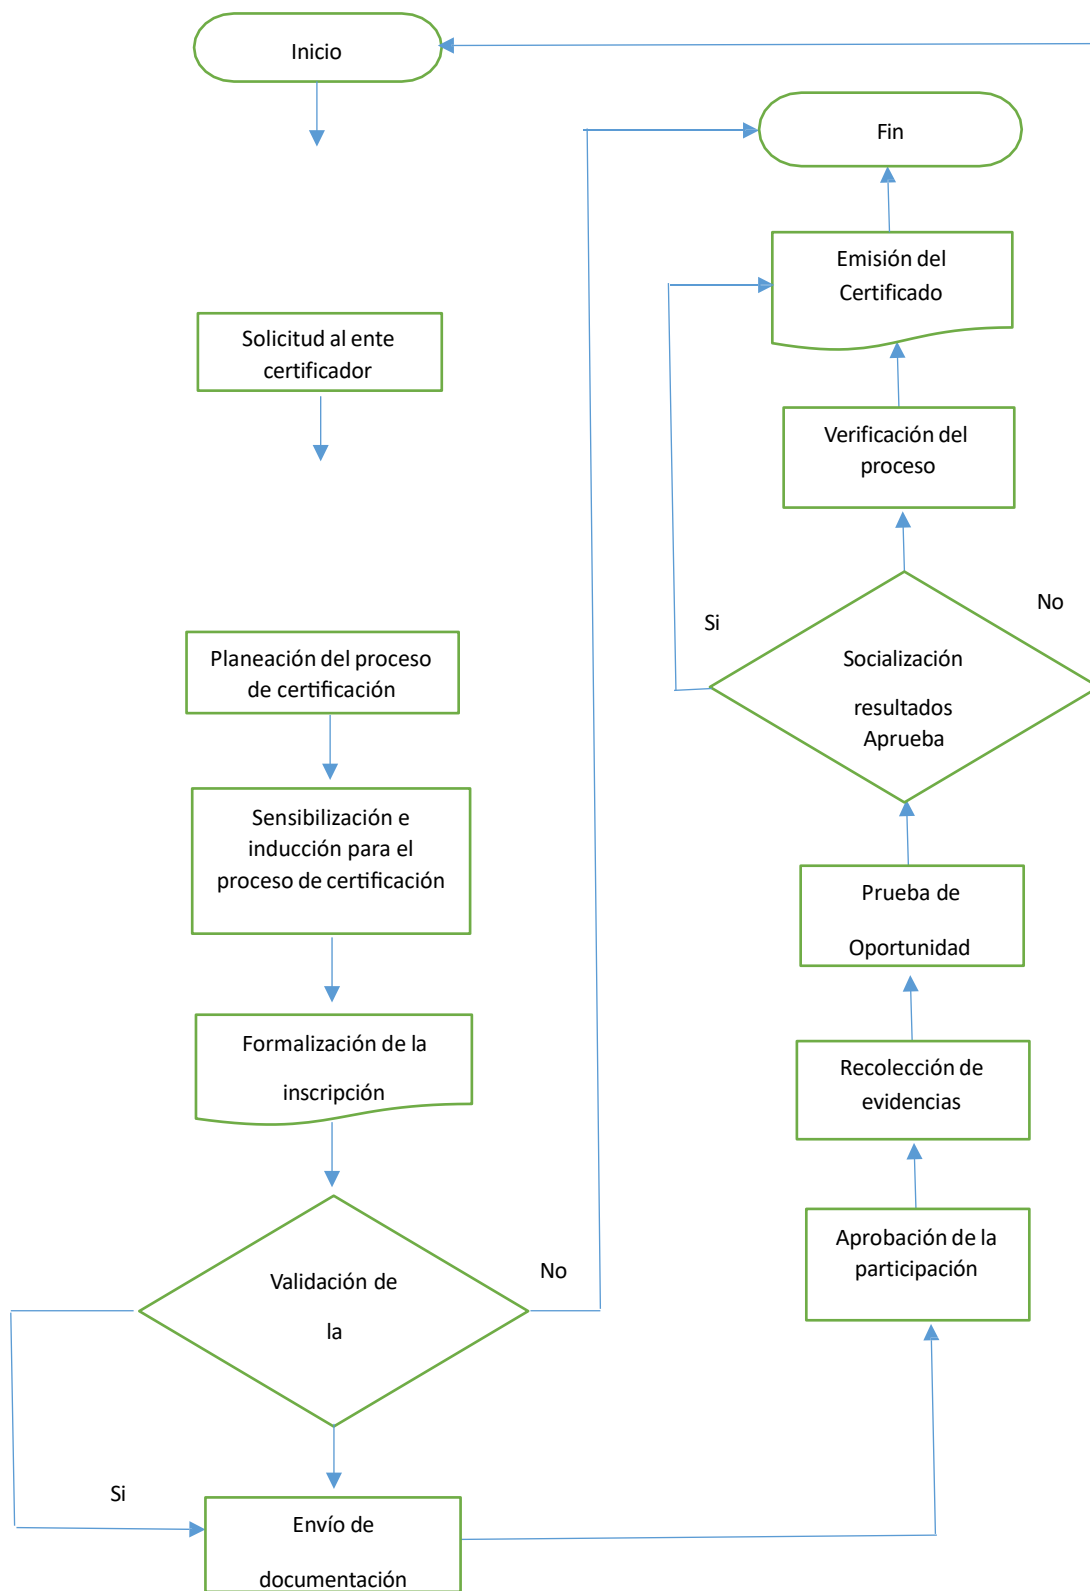 Inicio
Solicitud al ente
certificador
Planeación del proceso
de certificación
Sensibilización e
inducción para el
proceso de certificación
Formalización de la
inscripción
Validación de
la
No
Si
Envío de
documentación
Aprobación de la
participación
Recolección de
evidencias
Prueba de
Oportunidad
Socialización
resultados
Aprueba
Si
No
Verificación del
proceso
Emisión del
Certificado
Fin